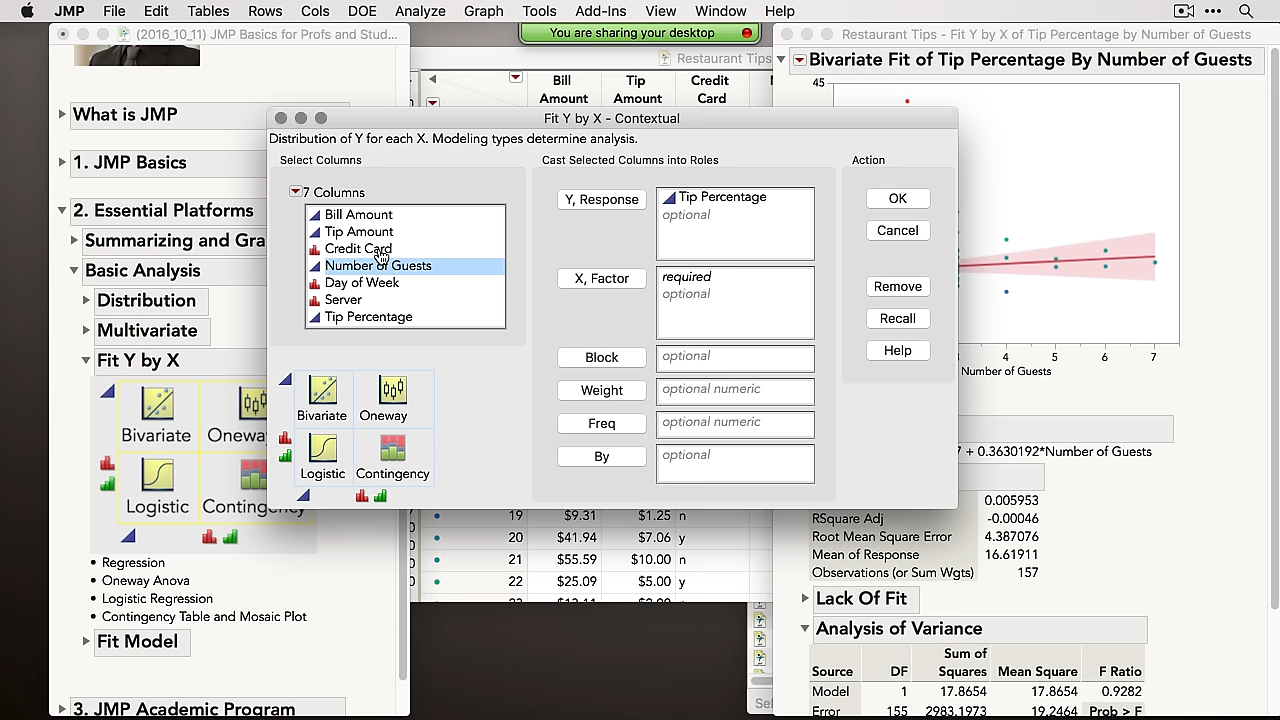 JMP File Edit Tables Rows Cols DOE Analyze Graph Tools Add-Ins View Window Help
You are sharing your desktop
(2016_10_11) JMP Basics for Profs and Stud...
What is JMP
1. JMP Basics
2. Essential Platforms
Summarizing and Gra
Basic Analysis
Distribution
Multivariate
Fit Y by X
Bivariate
Onewa
Logistic
Contingency
• Regression
• Oneway Anova
• Logistic Regression
• Contingency Table and Mosaic Plot
Fit Model
3. JMP Academic Program
Restaurant Tips
Bill Amount
Tip Amount
Credit Card
Fit Y by X - Contextual
Distribution of Y for each X. Modeling types determine analysis.
Select Columns
7 Columns
Bill Amount
Tip Amount
Credit Card
Number of Guests
Day of Week
Server
Tip Percentage
Bivariate
Oneway
Logistic
Contingency
Cast Selected Columns into Roles
Y, Response
Tip Percentage
optional
X, Factor
required
optional
Block
optional
Weight
optional numeric
Freq
optional numeric
By
optional
Action
OK
Cancel
Remove
Recall
Help
19 $9.31 $1.25 n
20 $41.94 $7.06 y
21 $55.59 $10.00 n
22 $25.09 $5.00 y
Restaurant Tips - Fit Y by X of Tip Percentage by Number of Guests
Bivariate Fit of Tip Percentage By Number of Guests
45
4 5 6 7
Number of Guests
7 + 0.3630192*Number of Guests
0.005953
RSquare Adj -0.00046
Root Mean Square Error 4.387076
Mean of Response 16.61911
Observations (or Sum Wgts) 157
Lack Of Fit
Analysis of Variance
Source DF Sum of Squares Mean Square F Ratio
Model 1 17.8654 17.8654 0.9282
Error 155 2983.1973 19.2464 Prob > F